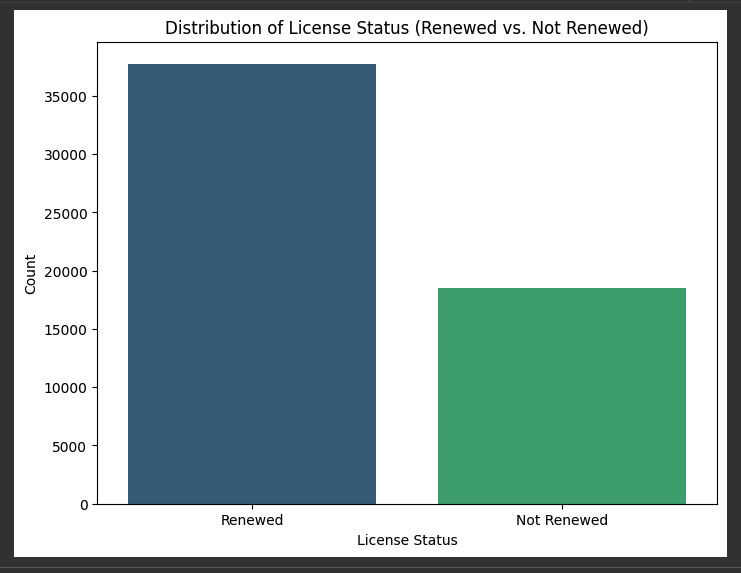 Distribution of License Status (Renewed vs. Not Renewed)
35000
30000
25000
20000
15000
10000
5000
0
Count
Renewed
Not Renewed
License Status